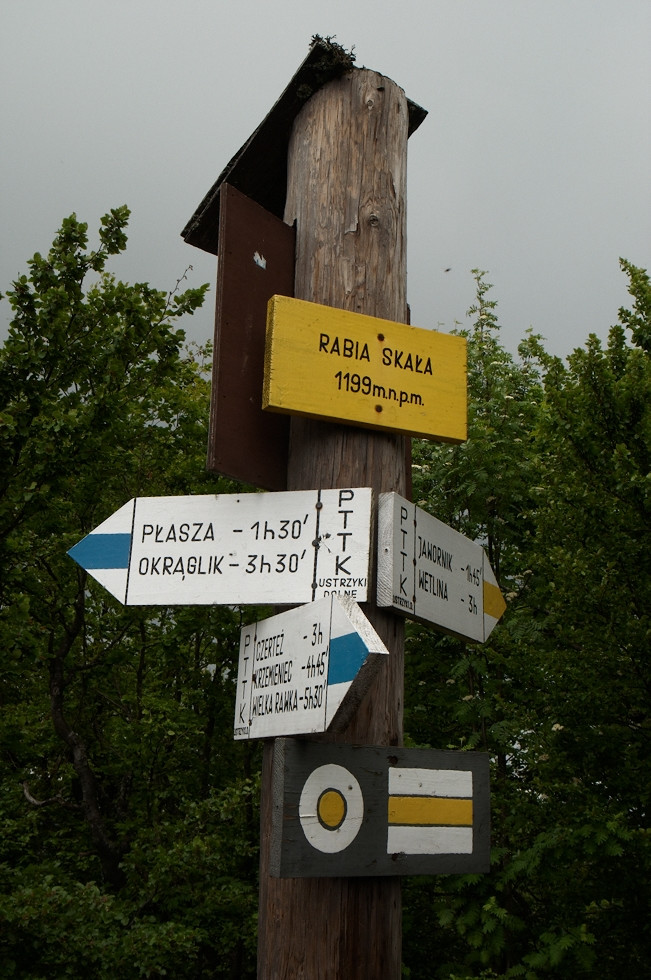 RABIA SKAŁA
1199m.n.p.m.
PŁASZA - 1h30'
OKRĄGLIK - 3h30'
PTTK
USTRZYKI
DOLNE
PTTK
JAWORNIK - 1h45'
WETLINA - 3h
PTTK
CZERTEŻ - 3h
KRZEMIENIEC - 4h45'
WIELKA RAWKA - 5h30'